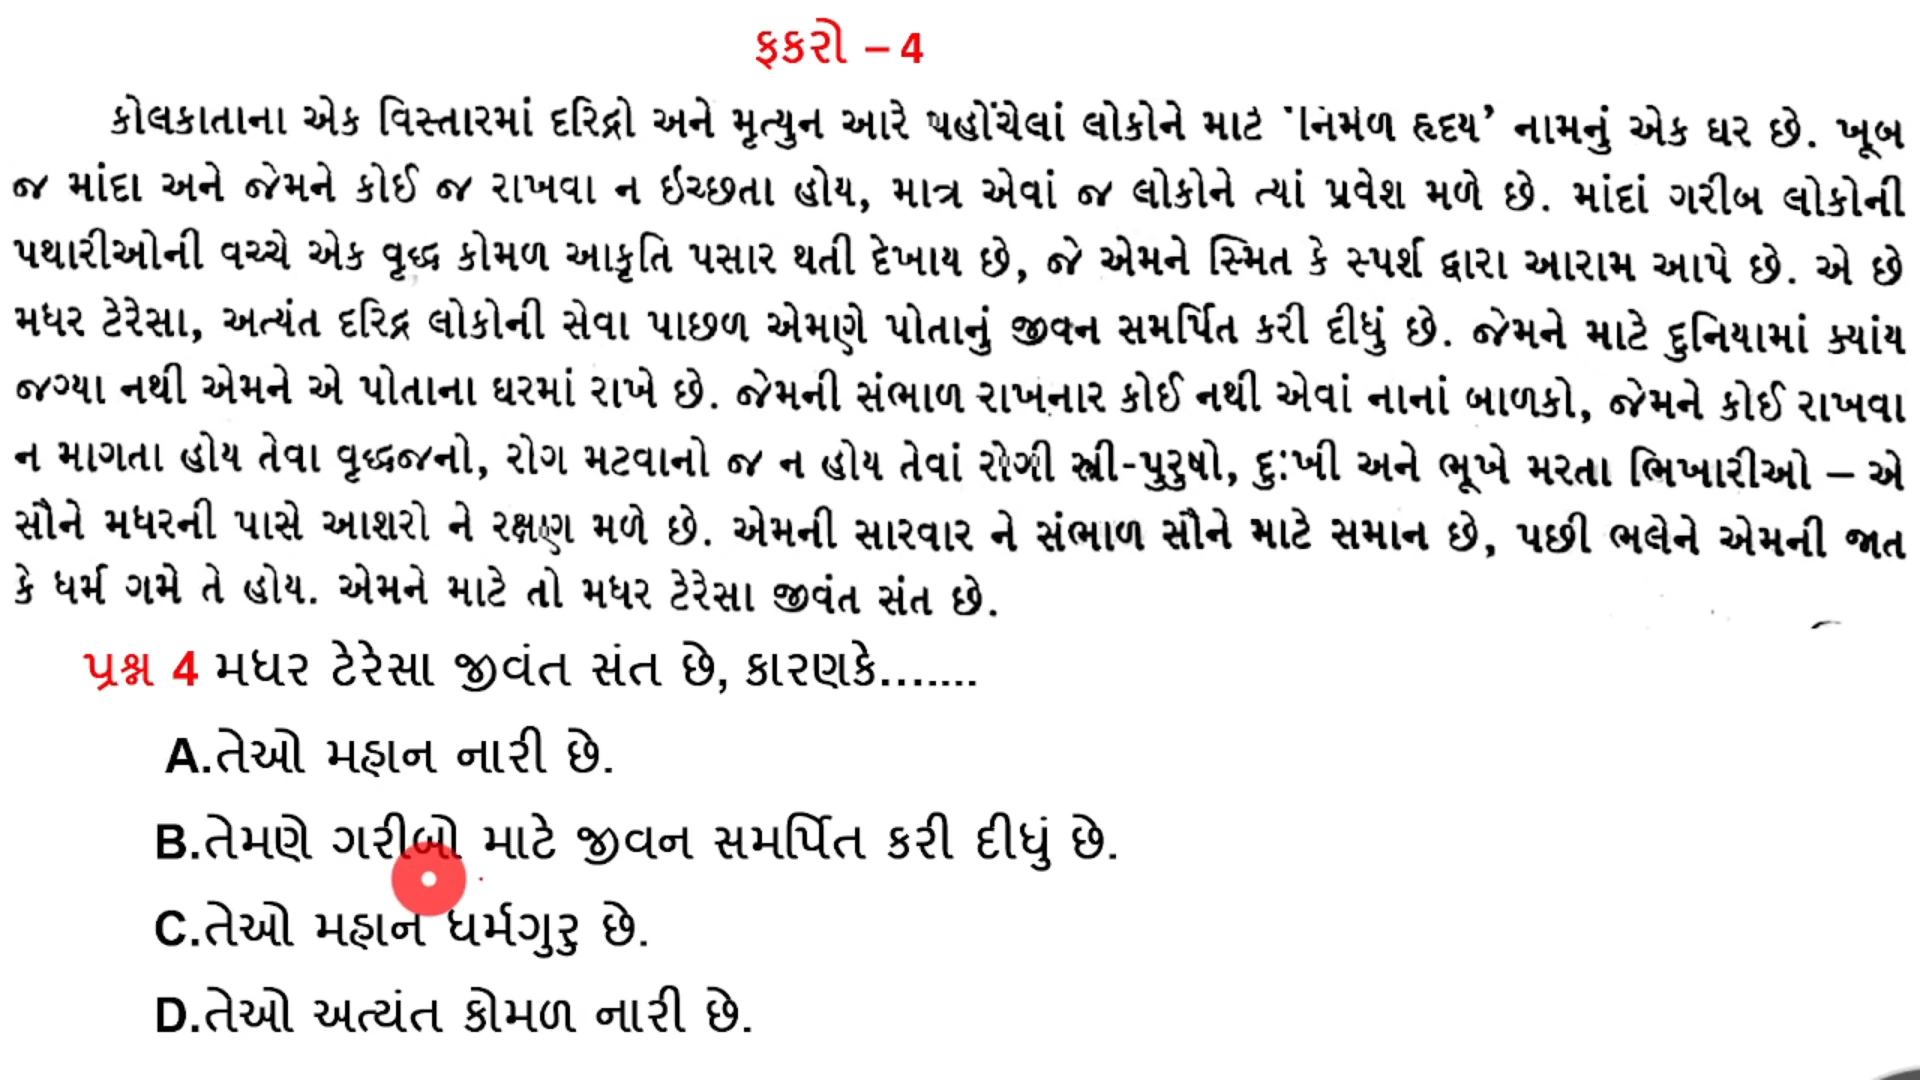 ફકરો – 4
કોલકાતાના એક વિસ્તારમાં દરિદ્રો અને મૃત્યુન આરે પહોંચેલાં લોકોને માટે ‘નિર્મળ હૃદય’ નામનું એક ઘર છે. ખૂબ
જ માંદા અને જેમને કોઈ જ રાખવા ન ઇચ્છતા હોય, માત્ર એવાં જ લોકોને ત્યાં પ્રવેશ મળે છે. માંદાં ગરીબ લોકોની
પથારીઓની વચ્ચે એક વૃદ્ધ કોમળ આકૃતિ પસાર થતી દેખાય છે, જે એમને સ્મિત કે સ્પર્શ દ્વારા આરામ આપે છે. એ છે
મધર ટેરેસા, અત્યંત દરિદ્ર લોકોની સેવા પાછળ એમણે પોતાનું જીવન સમર્પિત કરી દીધું છે. જેમને માટે દુનિયામાં ક્યાંય
જગ્યા નથી એમને એ પોતાના ઘરમાં રાખે છે. જેમની સંભાળ રાખનાર કોઈ નથી એવાં નાનાં બાળકો, જેમને કોઈ રાખવા
ન માગતા હોય તેવા વૃદ્ધજનો, રોગ મટવાનો જ ન હોય તેવાં રોગી સ્ત્રી-પુરુષો, દુઃખી અને ભૂખે મરતા ભિખારીઓ – એ
સૌને મધરની પાસે આશરો ને રક્ષણ મળે છે. એમની સારવાર ને સંભાળ સૌને માટે સમાન છે, પછી ભલેને એમની જાત
કે ધર્મ ગમે તે હોય. એમને માટે તો મધર ટેરેસા જીવંત સંત છે.
પ્રશ્ન 4 મધર ટેરેસા જીવંત સંત છે, કારણકે.......
A.તેઓ મહાન નારી છે.
B.તેમણે ગરીબો માટે જીવન સમર્પિત કરી દીધું છે.
C.તેઓ મહાન ધર્મગુરુ છે.
D.તેઓ અત્યંત કોમળ નારી છે.